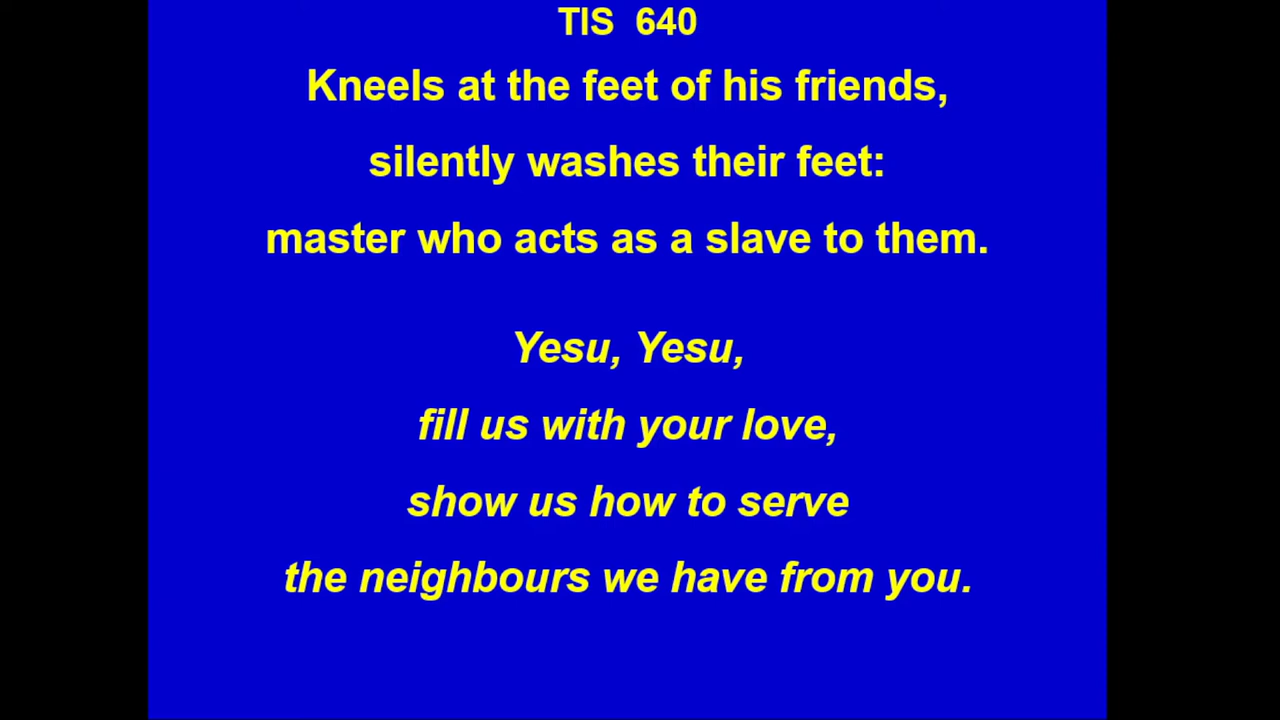 TIS 640
Kneels at the feet of his friends,
silently washes their feet:
master who acts as a slave to them.
Yesu, Yesu,
fill us with your love,
show us how to serve
the neighbours we have from you.